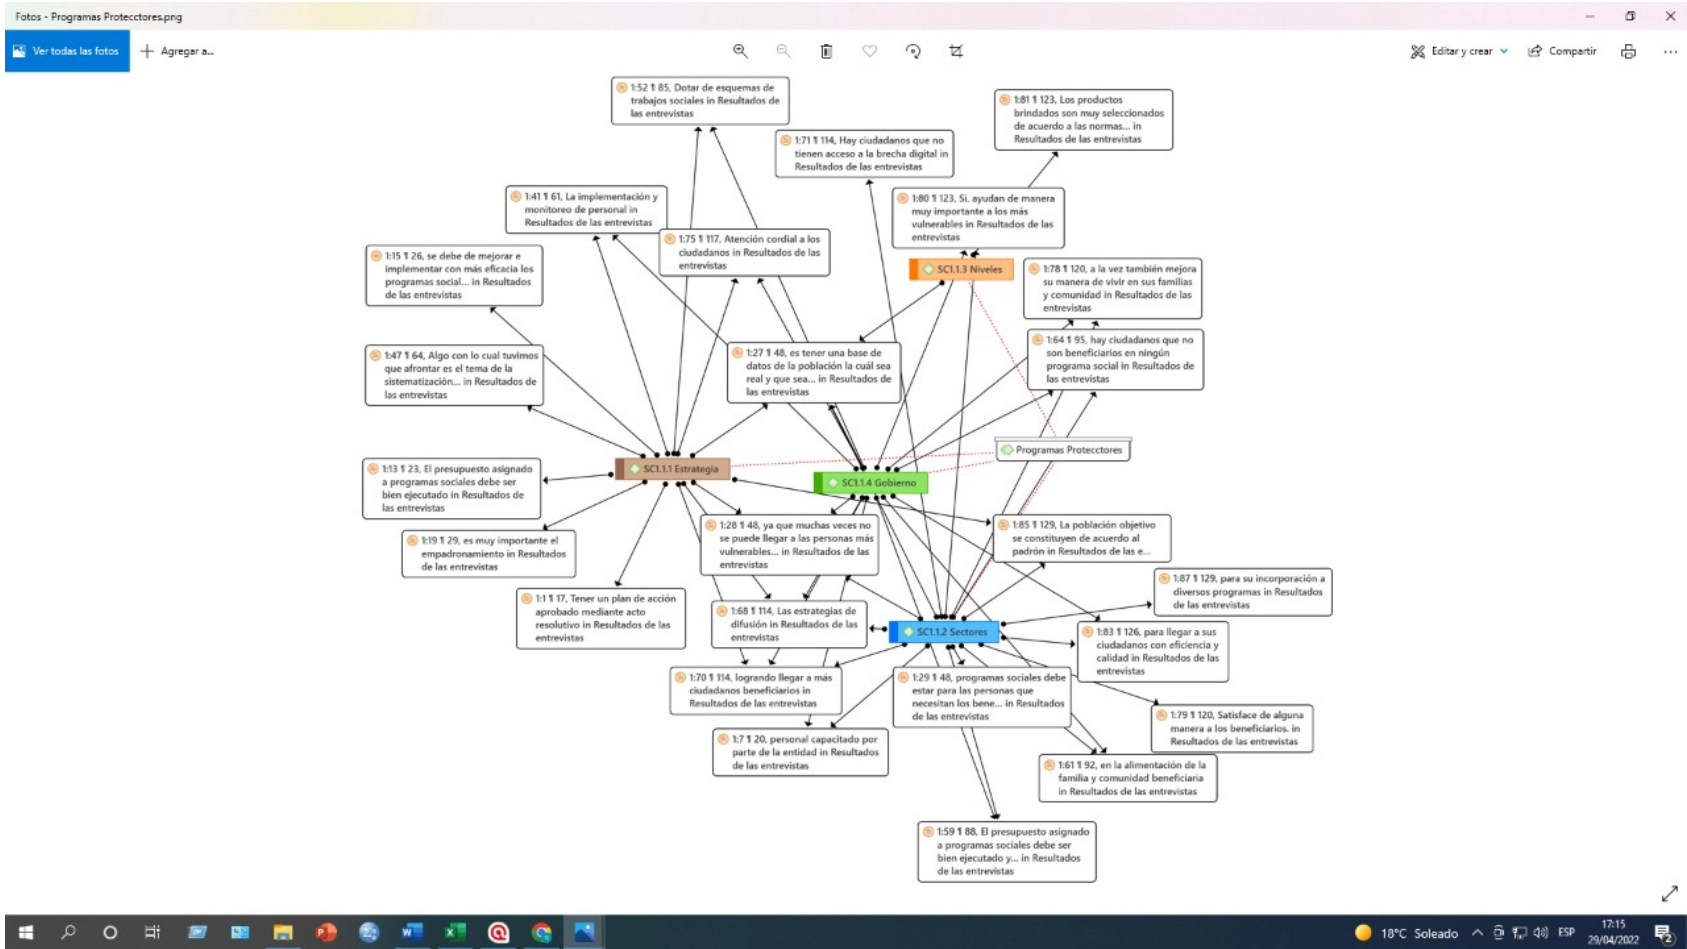 Fotos - Programas Protecctores.png
Ver todas las fotos
Agregar a...
Editar y crear
Compartir
1:52 ¶ 85, Dotar de esquemas de
trabajos sociales in Resultados de
las entrevistas
1:81 ¶ 123, Los productos
brindados son muy seleccionados
de acuerdo a las normas... in
Resultados de las entrevistas
1:71 ¶ 114, Hay ciudadanos que no
tienen acceso a la brecha digital in
Resultados de las entrevistas
1:41 ¶ 61, La implementación y
monitoreo de personal in
Resultados de las entrevistas
1:80 ¶ 123, Si, ayudan de manera
muy importante a los más
vulnerables in Resultados de las
entrevistas
1:75 ¶ 117, Atención cordial a los
ciudadanos in Resultados de las
entrevistas
1:15 ¶ 26, se debe de mejorar e
implementar con más eficacia los
programas social... in Resultados
de las entrevistas
SC1.1.3 Niveles
1:78 ¶ 120, a la vez también mejora
su manera de vivir en sus familias
y comunidad in Resultados de las
entrevistas
1:47 ¶ 64, Algo con lo cual tuvimos
que afrontar es el tema de la
sistematización... in Resultados de
las entrevistas
1:27 ¶ 48, es tener una base de
datos de la población la cuál sea
real y que sea... in Resultados de
las entrevistas
1:64 ¶ 95, hay ciudadanos que no
son beneficiarios en ningún
programa social in Resultados de
las entrevistas
Programas Protecctores
SC1.1.1 Estrategia
SC1.1.4 Gobierno
1:13 ¶ 23, El presupuesto asignado
a programas sociales debe ser
bien ejecutado in Resultados de
las entrevistas
1:19 ¶ 29, es muy importante el
empadronamiento in Resultados
de las entrevistas
1:28 ¶ 48, ya que muchas veces no
se puede llegar a las personas más
vulnerables... in Resultados de las
entrevistas
1:85 ¶ 129, La población objetivo
se constituyen de acuerdo al
padrón in Resultados de las e...
1:87 ¶ 129, para su incorporación a
diversos programas in Resultados
de las entrevistas
1:1 ¶ 17, Tener un plan de acción
aprobado mediante acto
resolutivo in Resultados de las
entrevistas
1:68 ¶ 114, Las estrategias de
difusión in Resultados de las
entrevistas
SC1.1.2 Sectores
1:83 ¶ 126, para llegar a sus
ciudadanos con eficiencia y
calidad in Resultados de las
entrevistas
1:70 ¶ 114, logrando llegar a más
ciudadanos beneficiarios in
Resultados de las entrevistas
1:29 ¶ 48, programas sociales debe
estar para las personas que
necesitan los bene... in Resultados
de las entrevistas
1:79 ¶ 120, Satisface de alguna
manera a los beneficiarios. in
Resultados de las entrevistas
1:7 ¶ 20, personal capacitado por
parte de la entidad in Resultados
de las entrevistas
1:61 ¶ 92, en la alimentación de la
familia y comunidad beneficiaria
in Resultados de las entrevistas
1:59 ¶ 88, El presupuesto asignado
a programas sociales debe ser
bien ejecutado y... in Resultados
de las entrevistas
18°C Soleado
ESP
17:15
29/04/2022
2